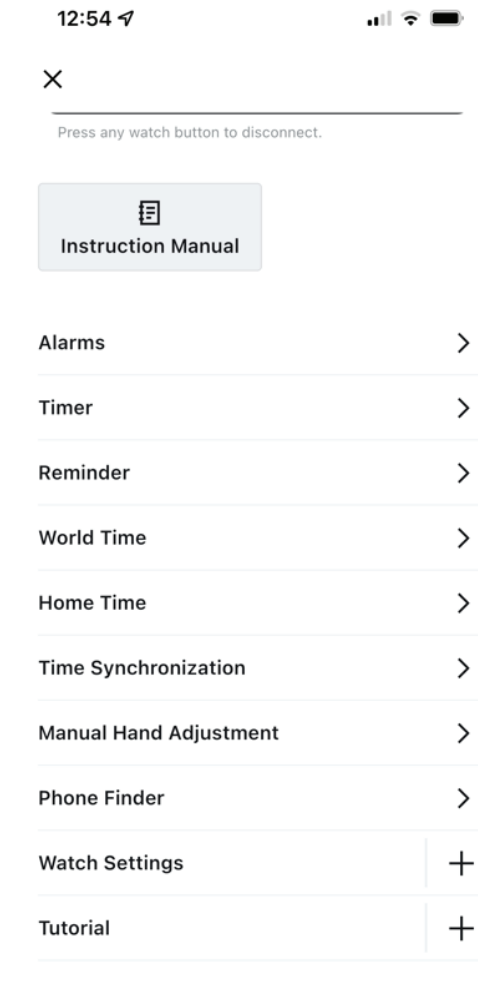 12:54
Press any watch button to disconnect.
Instruction Manual
Alarms
Timer
Reminder
World Time
Home Time
Time Synchronization
Manual Hand Adjustment
Phone Finder
Watch Settings
Tutorial